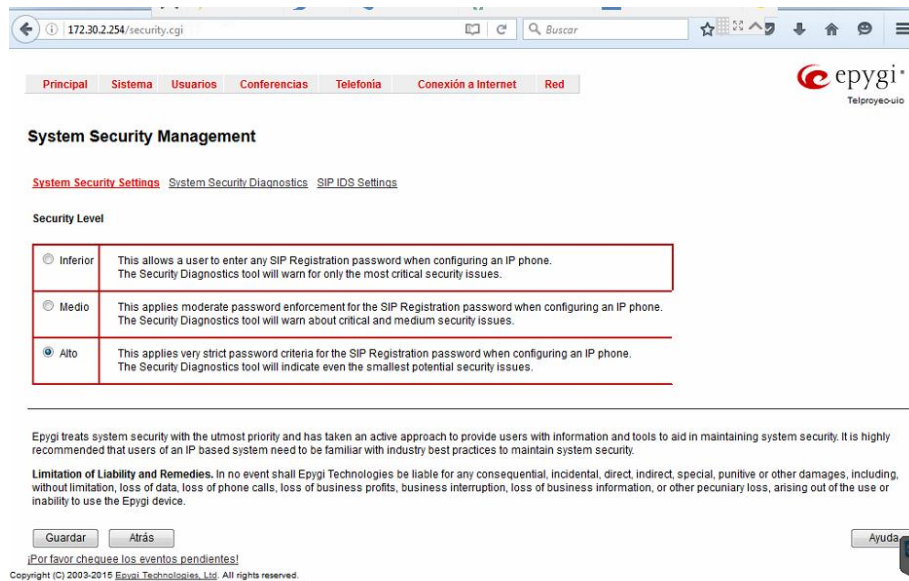 172.30.2.254/security.cgi
Buscar
Principal Sistema Usuarios Conferencias Telefonía Conexión a Internet Red
epygi
Telproyeo-uio
System Security Management
System Security Settings System Security Diagnostics SIP IDS Settings
Security Level
Inferior This allows a user to enter any SIP Registration password when configuring an IP phone.
The Security Diagnostics tool will warn for only the most critical security issues.
Medio This applies moderate password enforcement for the SIP Registration password when configuring an IP phone.
The Security Diagnostics tool will warn about critical and medium security issues.
Alto This applies very strict password criteria for the SIP Registration password when configuring an IP phone.
The Security Diagnostics tool will indicate even the smallest potential security issues.
Epygi treats system security with the utmost priority and has taken an active approach to provide users with information and tools to aid in maintaining system security. It is highly
recommended that users of an IP based system need to be familiar with industry best practices to maintain system security.
Limitation of Liability and Remedies. In no event shall Epygi Technologies be liable for any consequential, incidental, direct, indirect, special, punitive or other damages, including,
without limitation, loss of data, loss of phone calls, loss of business profits, business interruption, loss of business information, or other pecuniary loss, arising out of the use or
inability to use the Epygi device.
Guardar Atrás Ayuda
¡Por favor chequee los eventos pendientes!
Copyright (C) 2003-2015 Epygi Technologies, Ltd. All rights reserved.